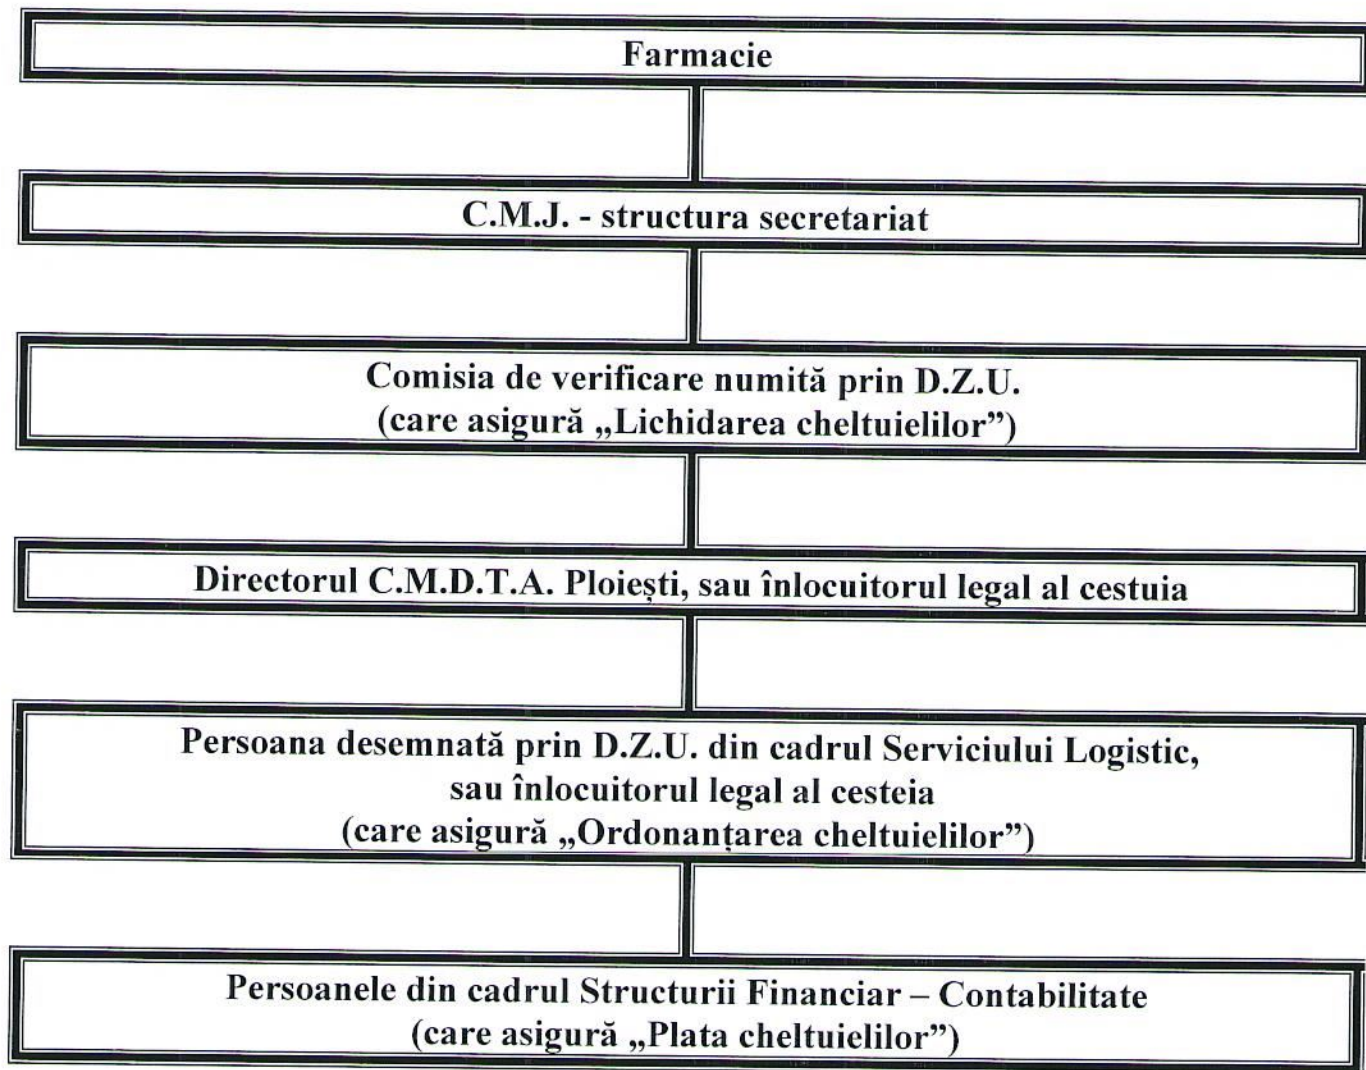 Farmacie
C.M.J. - structura secretariat
Comisia de verificare numită prin D.Z.U.
(care asigură „Lichidarea cheltuielilor”)
Directorul C.M.D.T.A. Ploiești, sau înlocuitorul legal al cestuia
Persoana desemnată prin D.Z.U. din cadrul Serviciului Logistic,
sau înlocuitorul legal al cesteia
(care asigură „Ordonanțarea cheltuielilor”)
Persoanele din cadrul Structurii Financiar – Contabilitate
(care asigură „Plata cheltuielilor”)